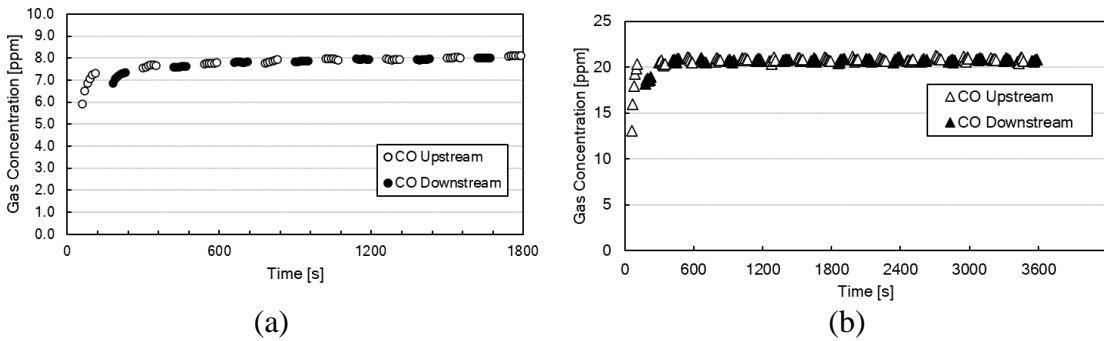 10.0
9.0
8.0
7.0
6.0
5.0
4.0
3.0
2.0
1.0
0.0
Gas Concentration [ppm]
CO Upstream
CO Downstream
0 600 1200 1800
Time [s]
(a)
25
20
15
10
5
0
Gas Concentration [ppm]
CO Upstream
CO Downstream
0 600 1200 1800 2400 3000 3600
Time [s]
(b)